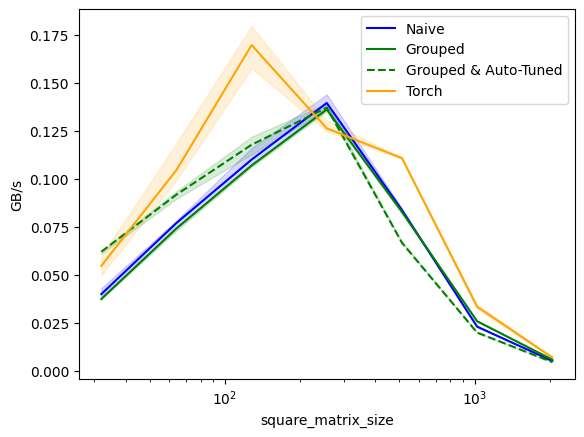 0.175
0.150
0.125
0.100
0.075
0.050
0.025
0.000
GB/s
Naive
Grouped
Grouped & Auto-Tuned
Torch
10² 10³
square_matrix_size